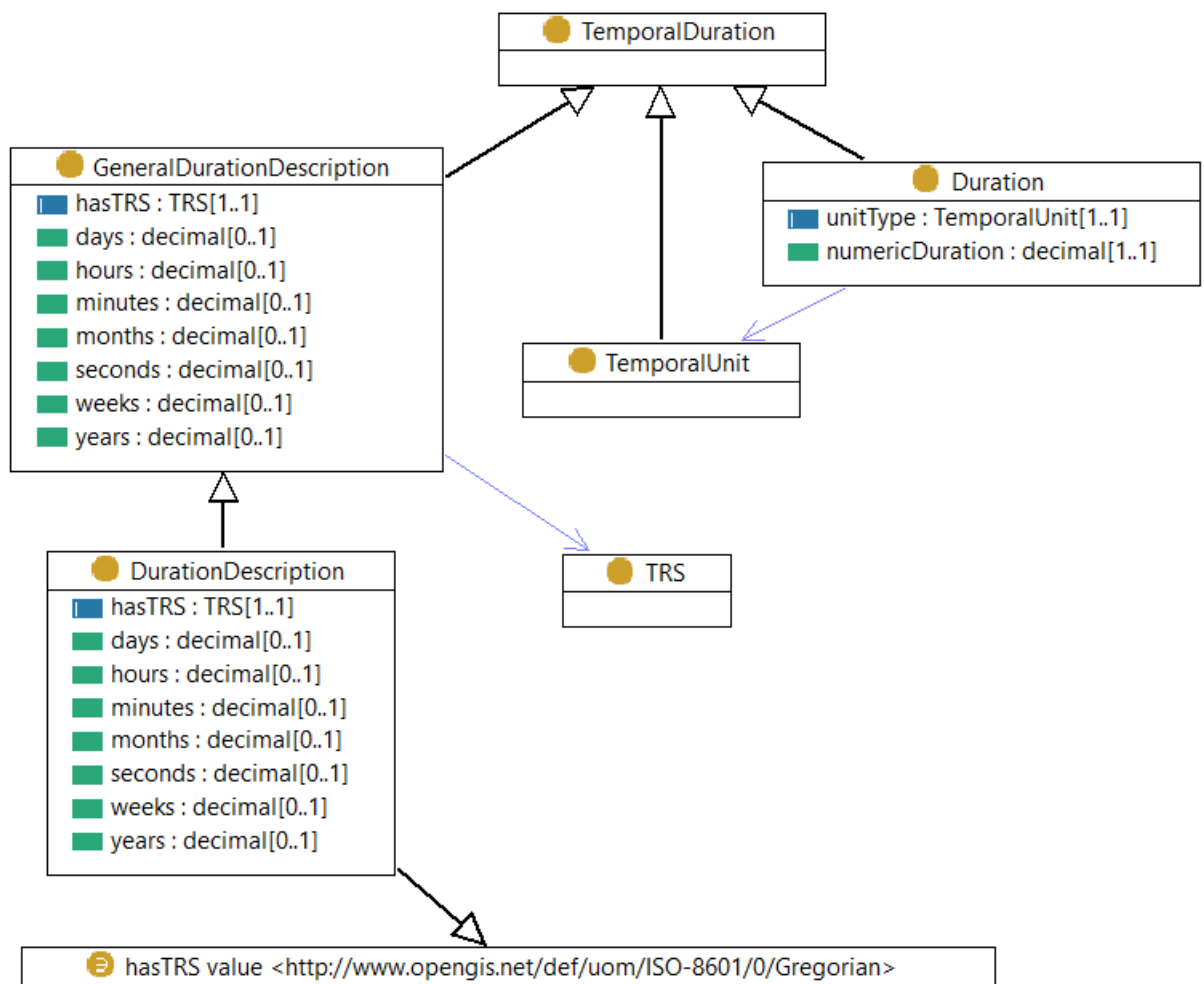 TemporalDuration
GeneralDurationDescription
hasTRS : TRS[1..1]
days : decimal[0..1]
hours : decimal[0..1]
minutes : decimal[0..1]
months : decimal[0..1]
seconds : decimal[0..1]
weeks : decimal[0..1]
years : decimal[0..1]
Duration
unitType : TemporalUnit[1..1]
numericDuration : decimal[1..1]
TemporalUnit
DurationDescription
hasTRS : TRS[1..1]
days : decimal[0..1]
hours : decimal[0..1]
minutes : decimal[0..1]
months : decimal[0..1]
seconds : decimal[0..1]
weeks : decimal[0..1]
years : decimal[0..1]
TRS
hasTRS value <http://www.opengis.net/def/uom/ISO-8601/0/Gregorian>